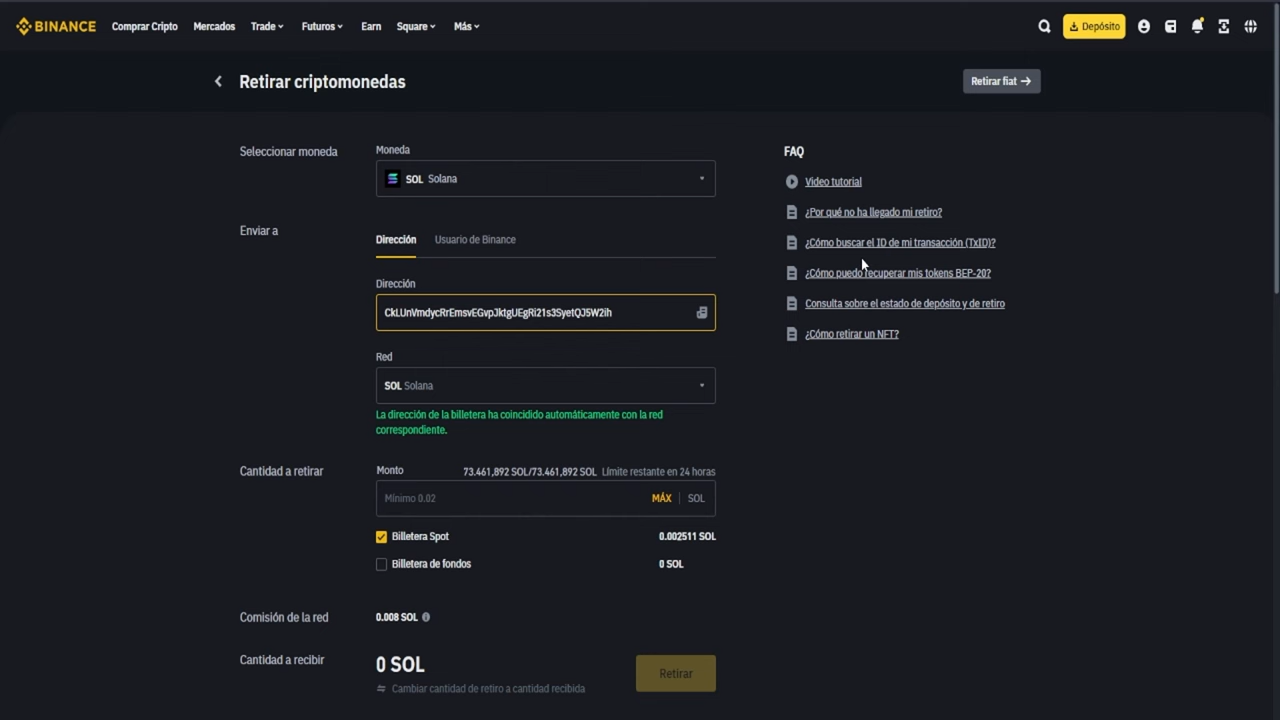 BINANCE Comprar Cripto Mercados Trade Futuros Earn Square Más Depósito
Retirar criptomonedas
Retirar fiat →
Seleccionar moneda
Moneda
SOL Solana
Enviar a
Dirección Usuario de Binance
Dirección
CkLUnVmdycRrEmsvEGvpJktgUEgRi21s3SyetQJ5W2ih
Red
SOL Solana
La dirección de la billetera ha coincidido automáticamente con la red
correspondiente.
Cantidad a retirar
Monto 73.461,892 SOL/73.461,892 SOL Límite restante en 24 horas
Mínimo 0.02 MÁX SOL
Billetera Spot 0.002511 SOL
Billetera de fondos 0 SOL
Comisión de la red 0.008 SOL
Cantidad a recibir
0 SOL
Cambiar cantidad de retiro a cantidad recibida
Retirar
FAQ
Video tutorial
¿Por qué no ha llegado mi retiro?
¿Cómo buscar el ID de mi transacción (TxID)?
¿Cómo puedo recuperar mis tokens BEP-20?
Consulta sobre el estado de depósito y de retiro
¿Cómo retirar un NFT?